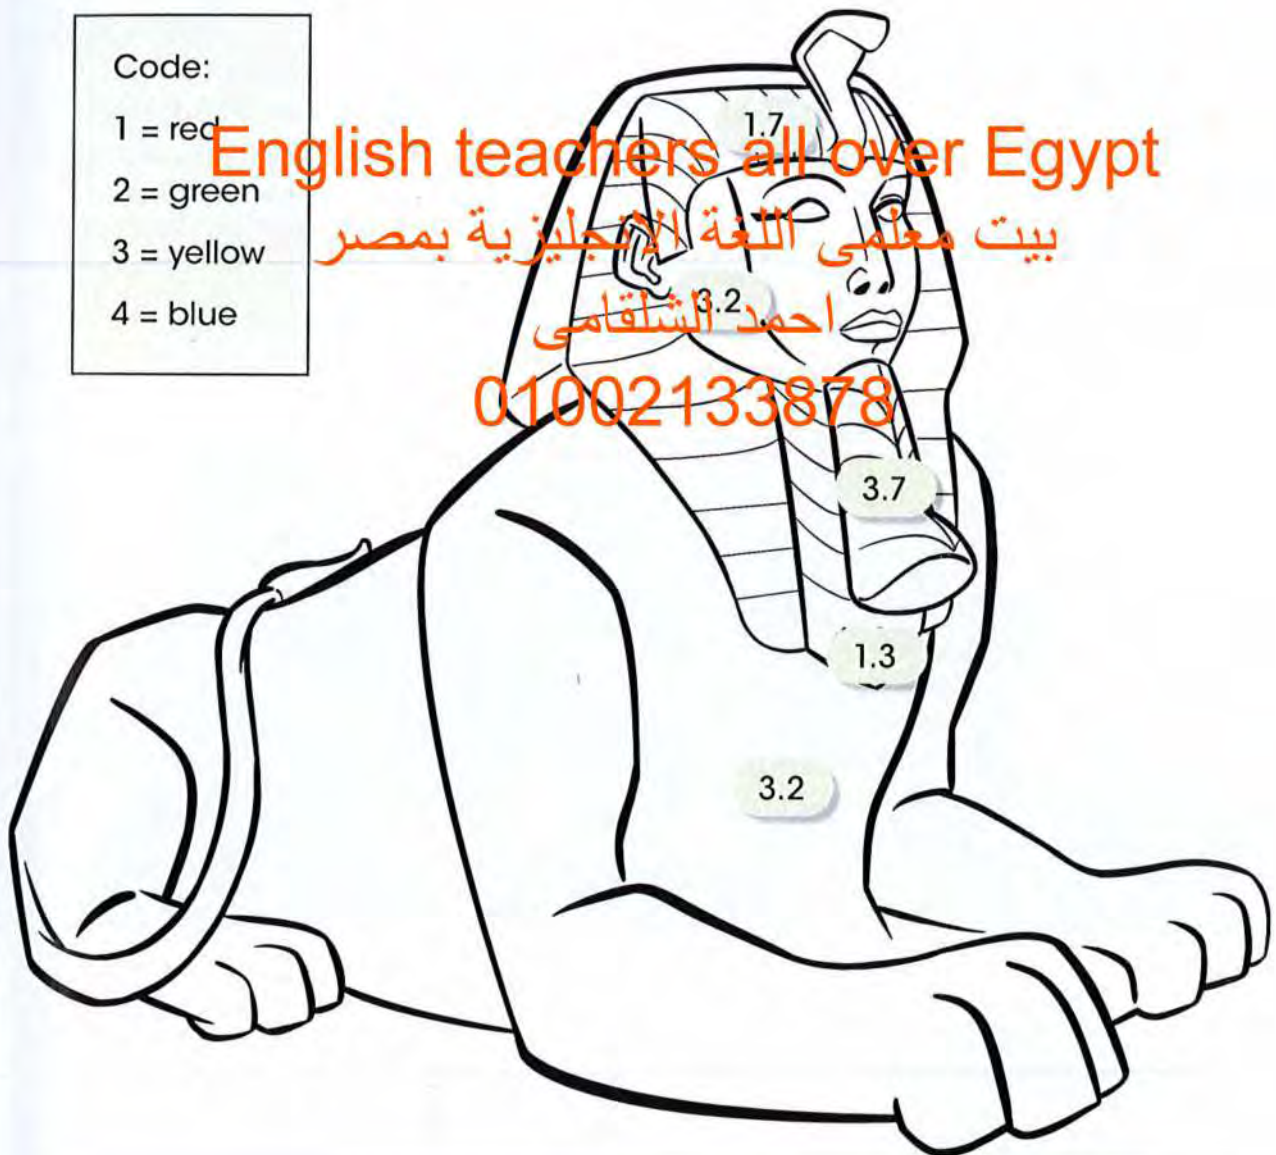 Code:
1 = red
2 = green
3 = yellow
4 = blue
English teachers all over Egypt
بيت معلمى اللغة الانجليزية بمصر
احمد الشلقامى
01002133878
1.7
3.2
3.7
1.3
3.2